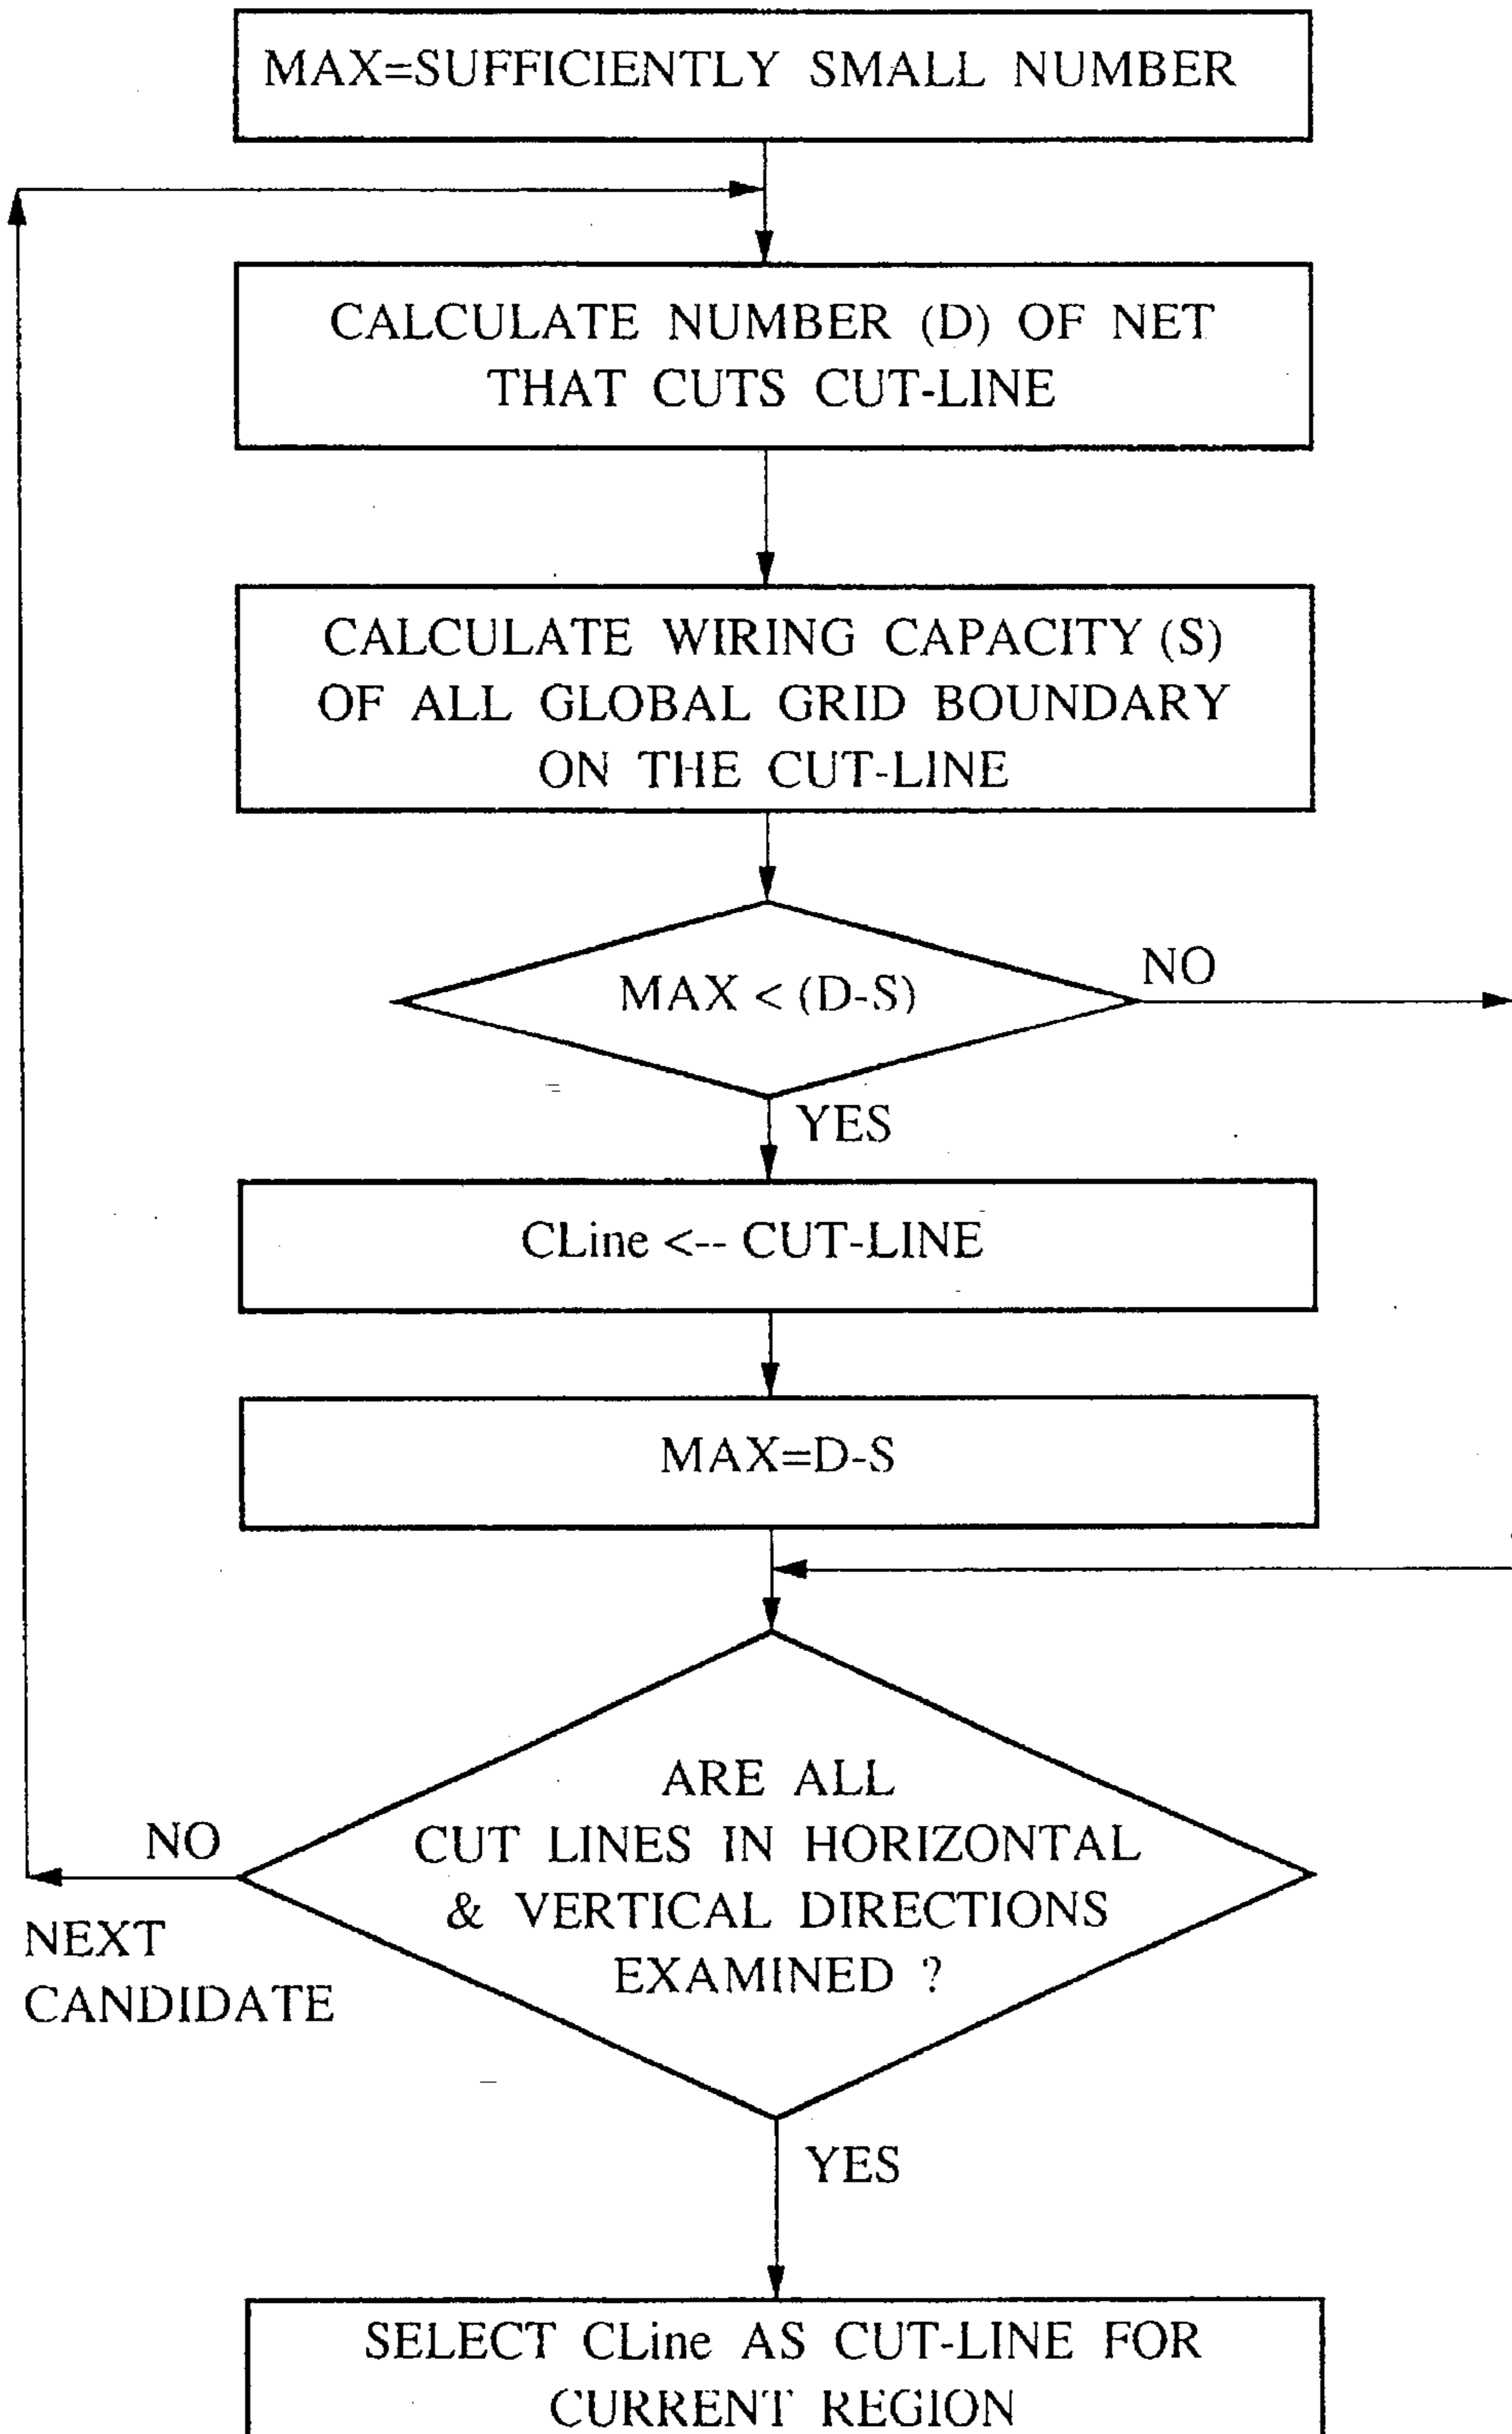 MAX=SUFFICIENTLY SMALL NUMBER
CALCULATE NUMBER (D) OF NET
THAT CUTS CUT-LINE
CALCULATE WIRING CAPACITY (S)
OF ALL GLOBAL GRID BOUNDARY
ON THE CUT-LINE
MAX < (D-S)
NO
YES
CLine <-- CUT-LINE
MAX=D-S
ARE ALL
CUT LINES IN HORIZONTAL
& VERTICAL DIRECTIONS
EXAMINED ?
NO
NEXT
CANDIDATE
YES
SELECT CLine AS CUT-LINE FOR
CURRENT REGION